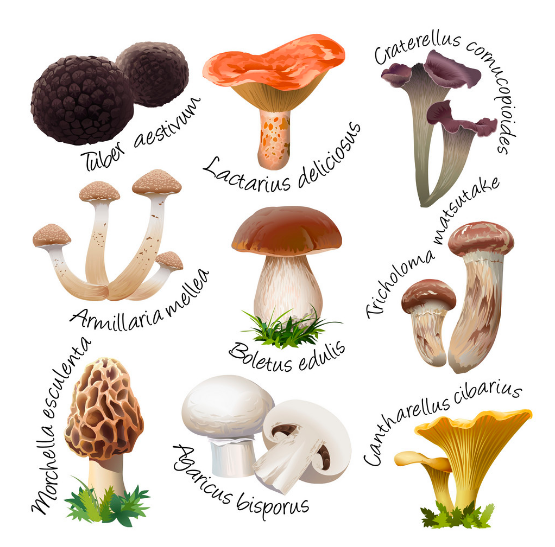 Tuber aestivum
Lactarius deliciosus
Craterellus cornucopioides
Armillaria mellea
Boletus edulis
Tricholoma matsutake
Morchella esculenta
Agaricus bisporus
Cantharellus cibarius